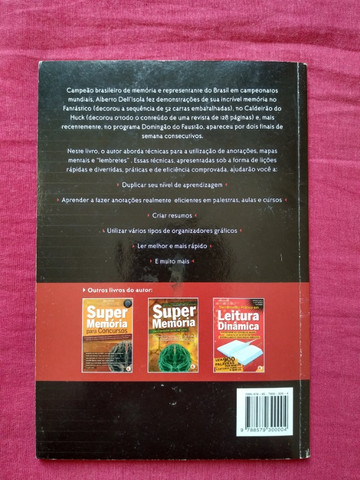 Campeão brasileiro de memória e representante do Brasil em campeonatos
mundiais, Alberto Dell'Isola fez demonstrações de sua incrível memória no
Fantástico (decorou a sequência de 52 cartas embaralhadas), no Caldeirão do
Huck (decorou o todo o conteúdo de uma revista de 128 páginas) e, mais
recentemente, no programa Domingão do Faustão, apareceu por dois finais de
semana consecutivos.
Neste livro, o autor aborda técnicas para a utilização de anotações, mapas
mentais e "lembretes". Essas técnicas, apresentadas sob a forma de lições
rápidas e divertidas, práticas e de eficiência comprovada, ajudarão você a:
Duplicar seu nível de aprendizagem
Aprender a fazer anotações realmente eficientes em palestras, aulas e cursos
Criar resumos
Utilizar vários tipos de organizadores gráficos
Ler melhor e mais rápido
E muito mais
Outros livros do autor:
Super
Memória
para Concursos
Super
Memória
Leitura
Dinâmica
9 788579 300004